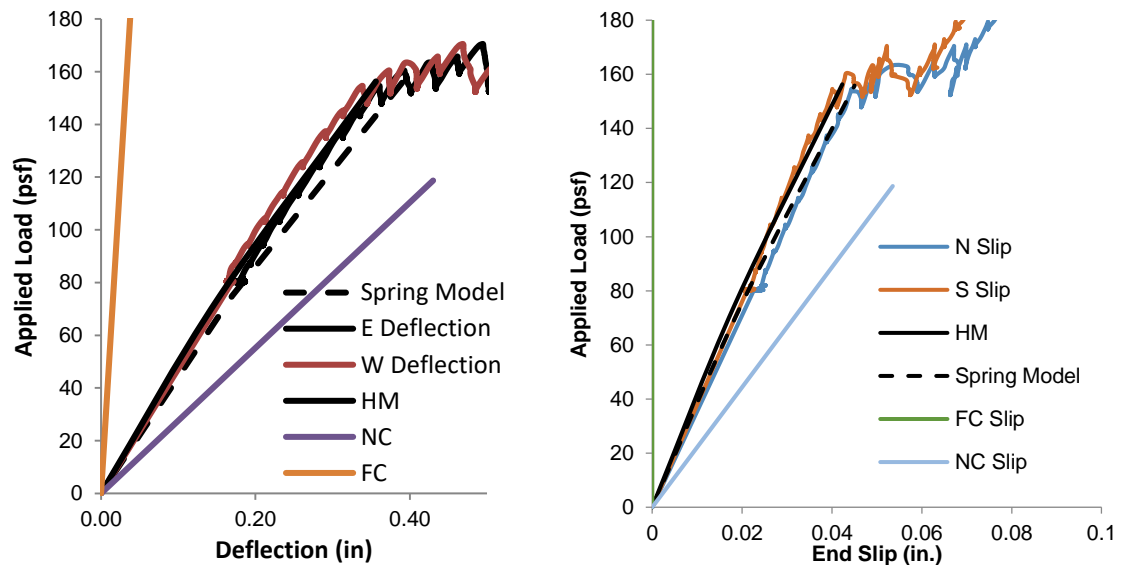 180
160
140
120
100
80
60
40
20
0
0.00
0.20
0.40
Applied Load (psf)
Deflection (in)
Spring Model
E Deflection
W Deflection
HM
NC
FC
180
160
140
120
100
80
60
40
20
0
0
0.02
0.04
0.06
0.08
0.1
Applied Load (psf)
End Slip (in.)
N Slip
S Slip
HM
Spring Model
FC Slip
NC Slip